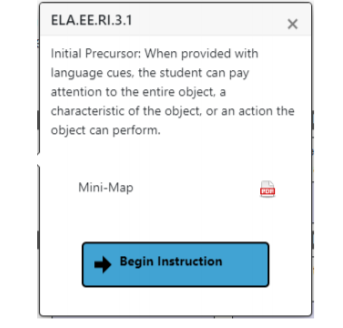 ELA.EE.RI.3.1
Initial Precursor: When provided with
language cues, the student can pay
attention to the entire object, a
characteristic of the object, or an action the
object can perform.
Mini-Map
PDF
Begin Instruction